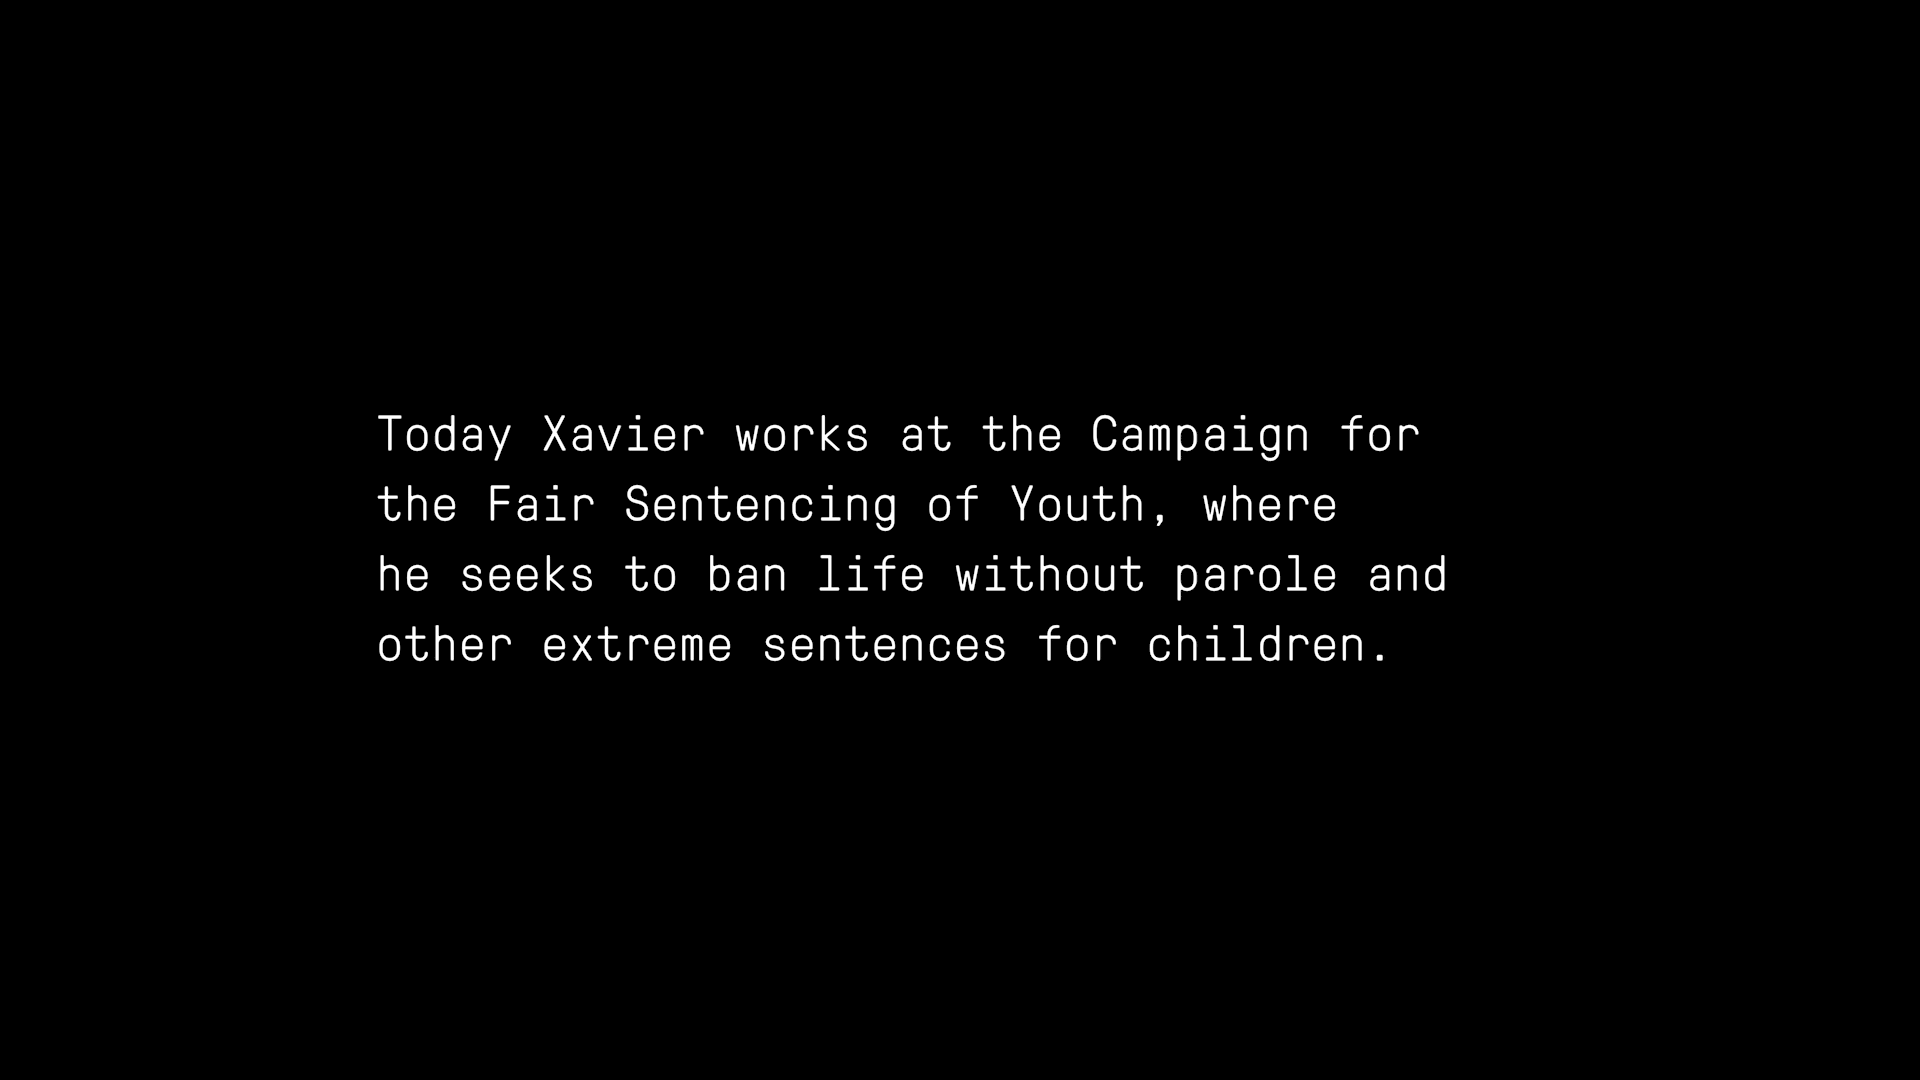 Today Xavier works at the Campaign for
the Fair Sentencing of Youth, where
he seeks to ban life without parole and
other extreme sentences for children.